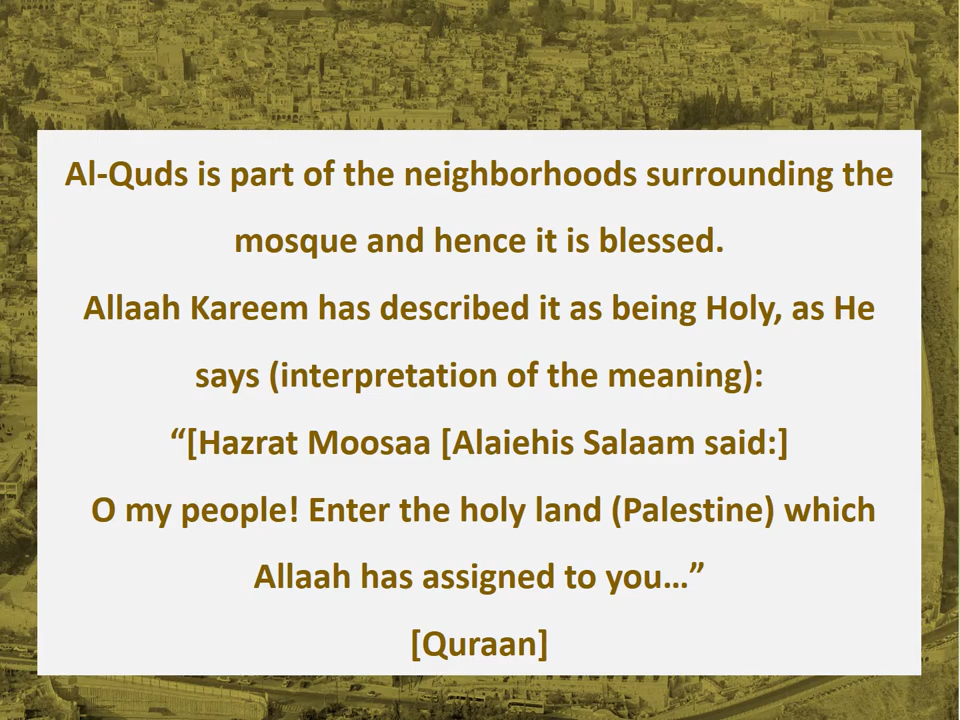 Al-Quds is part of the neighborhoods surrounding the
mosque and hence it is blessed.
Allaah Kareem has described it as being Holy, as He
says (interpretation of the meaning):
“[Hazrat Moosaa [Alaiehis Salaam said:]
O my people! Enter the holy land (Palestine) which
Allaah has assigned to you…”
[Quraan]